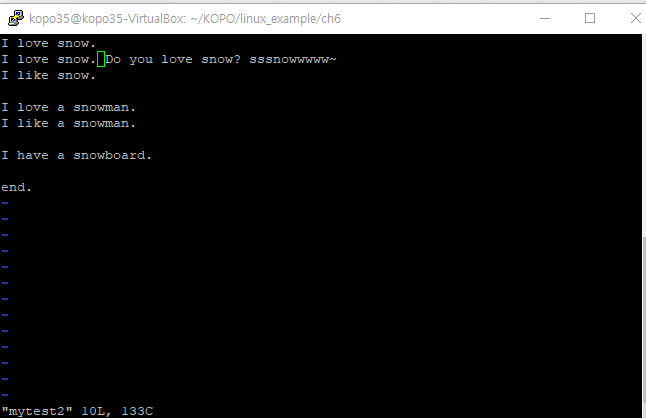 kopo35@kopo35-VirtualBox: ~/KOPO/linux_example/ch6
I love snow.
I love snow. Do you love snow? sssnowwwww~
I like snow.
I love a snowman.
I like a snowman.
I have a snowboard.
end.
~
~
~
~
~
~
~
~
~
~
~
~
~
"mytest2" 10L, 133C